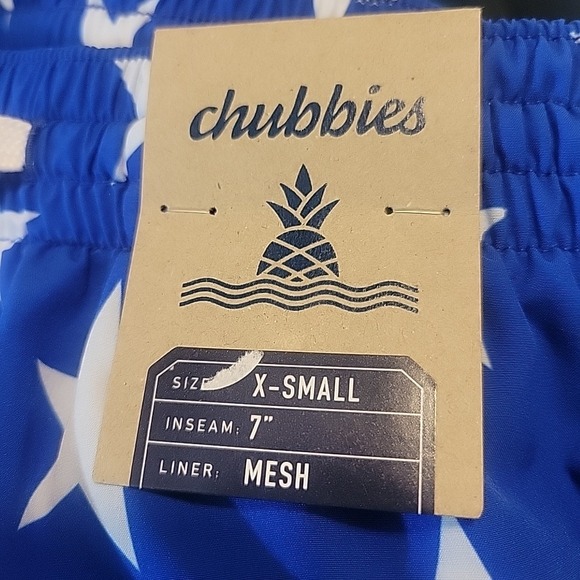 chubbies
SIZE X-SMALL
INSEAM: 7"
LINER: MESH